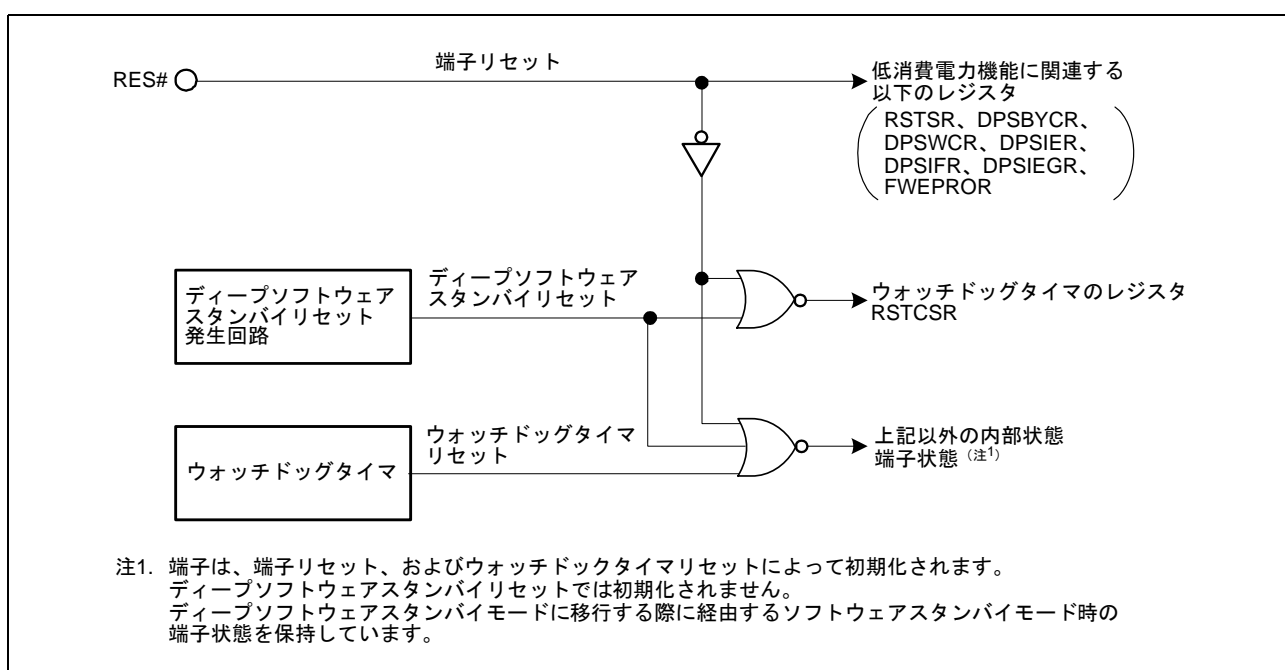 端子リセット
RES#
低消費電力機能に関連する
以下のレジスタ
RSTSR、DPSBYCR、
DPSWCR、DPSIER、
DPSIFR、DPSIEGR、
FWEPROR
ディープソフトウェア
スタンバイリセット
発生回路
ディープソフトウェア
スタンバイリセット
ウォッチドッグタイマのレジスタ
RSTCSR
ウォッチドッグタイマ
ウォッチドッグタイマ
リセット
上記以外の内部状態
端子状態（注1）
注1. 端子は、端子リセット、およびウォッチドックタイマリセットによって初期化されます。
ディープソフトウェアスタンバイリセットでは初期化されません。
ディープソフトウェアスタンバイモードに移行する際に経由するソフトウェアスタンバイモード時の
端子状態を保持しています。